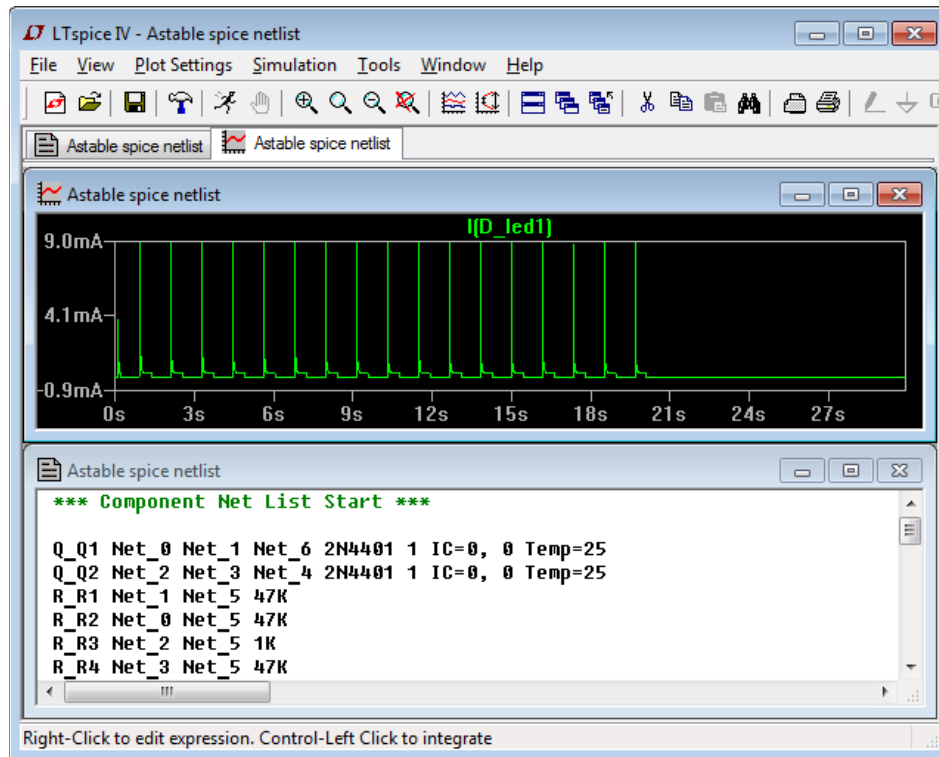 LTspice IV - Astable spice netlist
File View Plot Settings Simulation Tools Window Help
Astable spice netlist Astable spice netlist
Astable spice netlist
I(D_led1)
9.0mA
4.1mA
-0.9mA
0s 3s 6s 9s 12s 15s 18s 21s 24s 27s
Astable spice netlist
*** Component Net List Start ***
Q_Q1 Net_0 Net_1 Net_6 2N4401 1 IC=0, 0 Temp=25
Q_Q2 Net_2 Net_3 Net_4 2N4401 1 IC=0, 0 Temp=25
R_R1 Net_1 Net_5 47K
R_R2 Net_0 Net_5 47K
R_R3 Net_2 Net_5 1K
R_R4 Net_3 Net_5 47K
Right-Click to edit expression. Control-Left Click to integrate